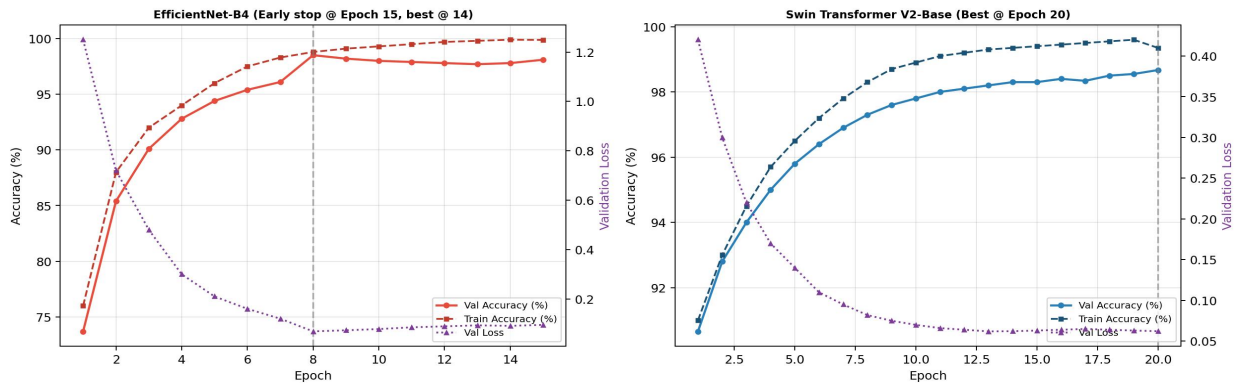 EfficientNet-B4 (Early stop @ Epoch 15, best @ 14)
100
95
90
85
80
75
Accuracy (%)
1.2
1.0
0.8
0.6
0.4
0.2
Validation Loss
Val Accuracy (%)
Train Accuracy (%)
Val Loss
2 4 6 8 10 12 14
Epoch
Swin Transformer V2-Base (Best @ Epoch 20)
100
98
96
94
92
Accuracy (%)
0.40
0.35
0.30
0.25
0.20
0.15
0.10
0.05
Validation Loss
Val Accuracy (%)
Train Accuracy (%)
Val Loss
2.5 5.0 7.5 10.0 12.5 15.0 17.5 20.0
Epoch